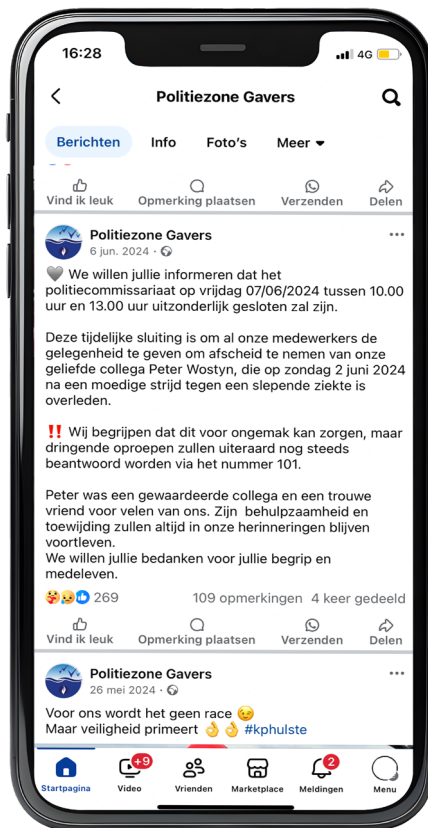 16:28
4G
Politiezone Gavers
Berichten
Info
Foto's
Meer
Vind ik leuk
Opmerking plaatsen
Verzenden
Delen
Politiezone Gavers
6 jun. 2024 ·
🩶 We willen jullie informeren dat het
politiecommissariaat op vrijdag 07/06/2024 tussen 10.00
uur en 13.00 uur uitzonderlijk gesloten zal zijn.
Deze tijdelijke sluiting is om al onze medewerkers de
gelegenheid te geven om afscheid te nemen van onze
geliefde collega Peter Wostyn, die op zondag 2 juni 2024
na een moedige strijd tegen een slepende ziekte is
overleden.
‼️ Wij begrijpen dat dit voor ongemak kan zorgen, maar
dringende oproepen zullen uiteraard nog steeds
beantwoord worden via het nummer 101.
Peter was een gewaardeerde collega en een trouwe
vriend voor velen van ons. Zijn  behulpzaamheid en
toewijding zullen altijd in onze herinneringen blijven
voortleven.
We willen jullie bedanken voor jullie begrip en
medeleven.
269
109 opmerkingen 4 keer gedeeld
Vind ik leuk
Opmerking plaatsen
Verzenden
Delen
Politiezone Gavers
26 mei 2024 ·
Voor ons wordt het geen race 😉
Maar veiligheid primeert 👌👌 #kphulste
+9
2
Startpagina
Video
Vrienden
Marketplace
Meldingen
Menu